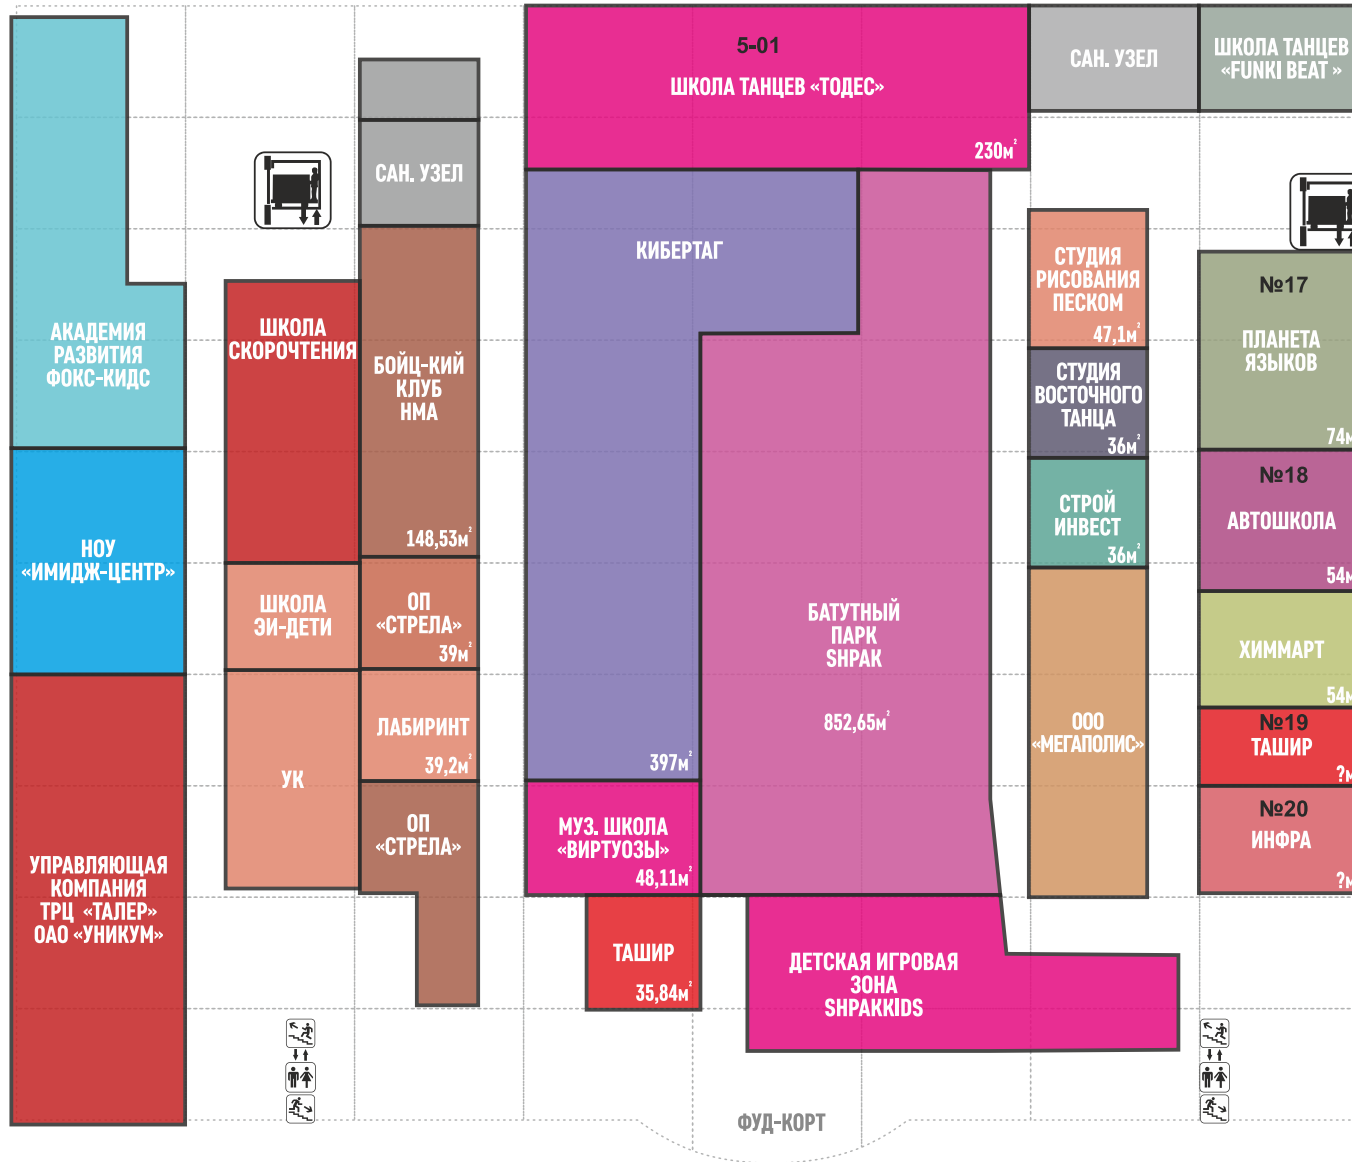 АКАДЕМИЯ
РАЗВИТИЯ
ФОКС-КИДС
НОУ
«ИМИДЖ-ЦЕНТР»
УПРАВЛЯЮЩАЯ
КОМПАНИЯ
ТРЦ «ТАЛЕР»
ОАО «УНИКУМ»
ШКОЛА
СКОРОЧТЕНИЯ
ШКОЛА
ЭЙ-ДЕТИ
УК
САН. УЗЕЛ
БОЙЦ-КИЙ
КЛУБ
НМА
148,53м²
ОП
«СТРЕЛА»
39м²
ЛАБИРИНТ
39,2м²
ОП
«СТРЕЛА»
5-01
ШКОЛА ТАНЦЕВ «ТОДЕС»
230м²
КИБЕРТАГ
397м²
МУЗ. ШКОЛА
«ВИРТУОЗЫ»
48,11м²
ТАШИР
35,84м²
БАТУТНЫЙ
ПАРК
SHPAK
852,65м²
ДЕТСКАЯ ИГРОВАЯ
ЗОНА
SHPAKKIDS
ФУД-КОРТ
САН. УЗЕЛ
СТУДИЯ
РИСОВАНИЯ
ПЕСКОМ
47,1м²
СТУДИЯ
ВОСТОЧНОГО
ТАНЦА
36м²
СТРОЙ
ИНВЕСТ
36м²
ООО
«МЕГАПОЛИС»
ШКОЛА ТАНЦЕВ
«FUNKI BEAT »
№17
ПЛАНЕТА
ЯЗЫКОВ
74м
№18
АВТОШКОЛА
54м
ХИММАРТ
54м
№19
ТАШИР
?м
№20
ИНФРА
?м